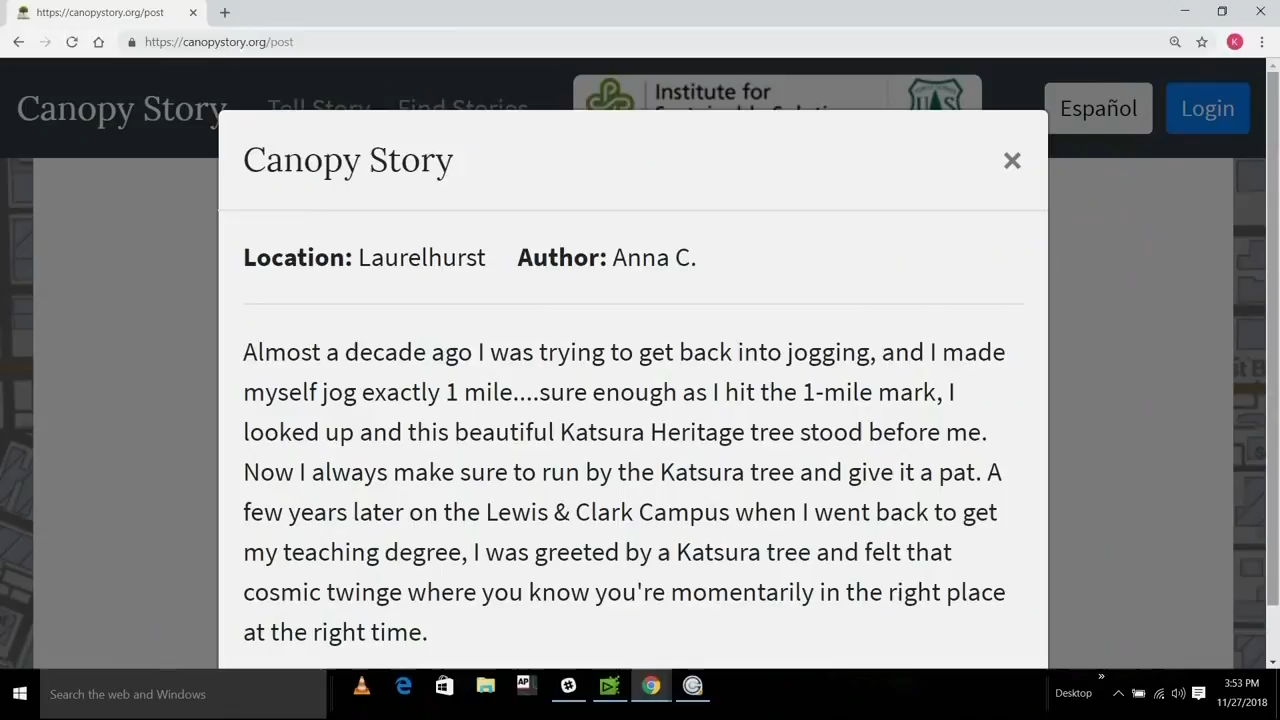 https://canopystory.org/post
https://canopystory.org/post
K
Canopy Story Tell Story Find Stories Institute for Español Login
Canopy Story ×
Location: Laurelhurst Author: Anna C.
Almost a decade ago I was trying to get back into jogging, and I made
myself jog exactly 1 mile....sure enough as I hit the 1-mile mark, I
looked up and this beautiful Katsura Heritage tree stood before me.
Now I always make sure to run by the Katsura tree and give it a pat. A
few years later on the Lewis & Clark Campus when I went back to get
my teaching degree, I was greeted by a Katsura tree and felt that
cosmic twinge where you know you're momentarily in the right place
at the right time.
Search the web and Windows
AP
Desktop
3:53 PM
11/27/2018